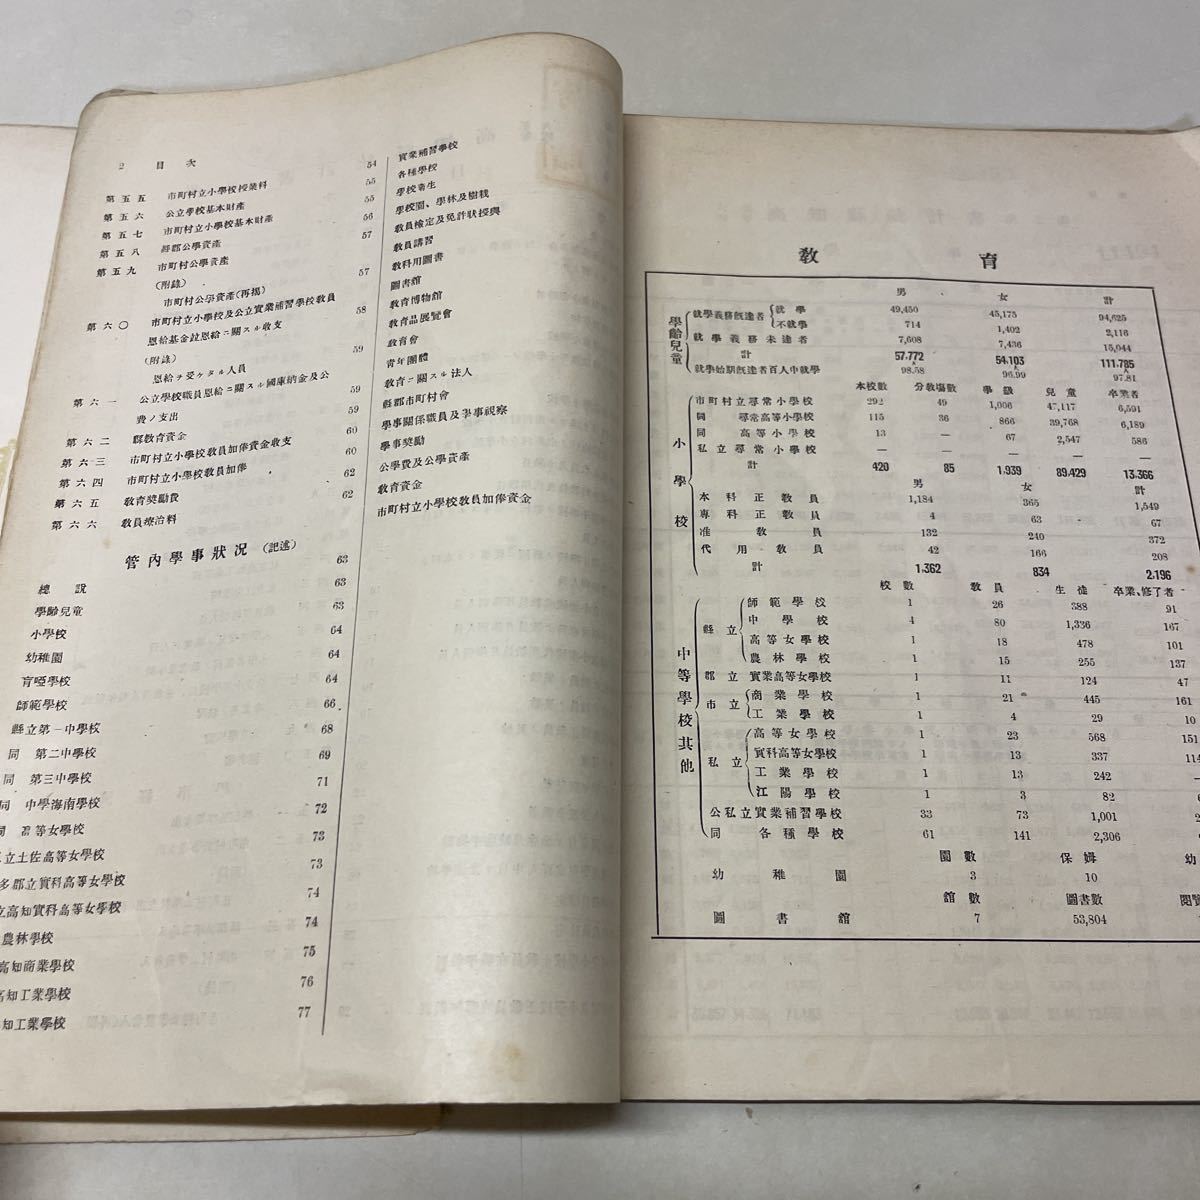 2 目次
第五五 市町村立小學校授業料 54
第五六 公立學校基本財產 55
第五七 市町村立小學校基本財產 55
第五八 縣郡公學資產 56
第五九 市町村公學資產 57
(附錄)
市町村公學資產(再揭) 57
第六〇 市町村立小學校及公立實業補習學校敎員
恩給基金竝恩給ニ關スル收支 58
(附錄)
恩給ヲ受ケタル人員 59
第六一 公立學校職員恩給ニ關スル國庫納金及公
費ノ支出 59
第六二 縣敎育資金 59
第六三 市町村立小學校敎員加俸資金收支 60
第六四 市町村立小學校敎員加俸 60
第六五 敎育奬勵費 62
第六六 敎員療治料 62
管內學事狀況 (記述) 63
總說 63
學齡兒童 63
小學校 64
幼稚園 64
盲啞學校 64
師範學校 66
縣立第一中學校 68
同 第二中學校 69
同 第三中學校 71
同 中學海南學校 72
同 高等女學校 73
立土佐高等女學校 73
多郡立實科高等女學校 74
立高知實科高等女學校 74
農林學校 75
高知商業學校 76
高知工業學校 77
知工業學校
實業補習學校
各種學校
學校衞生
學校園、學林及樹栽
敎員檢定及免許狀授與
敎員講習
敎科用圖書
圖書館
敎育博物館
敎育品展覽會
敎育會
靑年團體
敎育ニ關スル法人
縣郡市町村會
學事關係職員及學事視察
學事奬勵
公學費及公學資產
敎育資金
市町村立小學校敎員加俸資金
敎育
男 女 計
學齡兒童
就學義務旣達者 就學 49,450 45,175 94,625
不就學 714 1,402 2,116
就學義務未達者 7,608 7,436 15,044
計 57,772 54,103 111,785
就學始期旣達者百人中就學 98.58 96.99 97.81
小學校
本校數 分敎場數 學級 兒童 卒業者
市町村立尋常小學校 292 49 1,006 47,117 6,591
同 尋常高等小學校 115 36 866 39,768 6,189
同 高等小學校 13 — 67 2,547 586
私立尋常小學校 — — — — —
計 420 85 1,939 89,429 13,366
男 女 計
本科正敎員 1,184 365 1,549
專科正敎員 4 63 67
准敎員 132 240 372
代用敎員 42 166 208
計 1,362 834 2,196
中等學校其他
校數 敎員 生徒 卒業、修了者
縣立 師範學校 1 26 388 91
中學校 4 80 1,336 167
高等女學校 1 18 478 101
農林學校 1 15 255 137
郡立 實業高等女學校 1 11 124 47
市立 商業學校 1 21 445 161
工業學校 1 4 29 10
私立 高等女學校 1 23 568 151
實科高等女學校 1 13 337 114
工業學校 1 13 242 —
江陽學校 1 3 82
公私立實業補習學校 33 73 1,001
同 各種學校 61 141 2,306
園數 保姆 幼
幼稚園 3 10
館數 圖書數 閱覽
圖書館 7 53,804